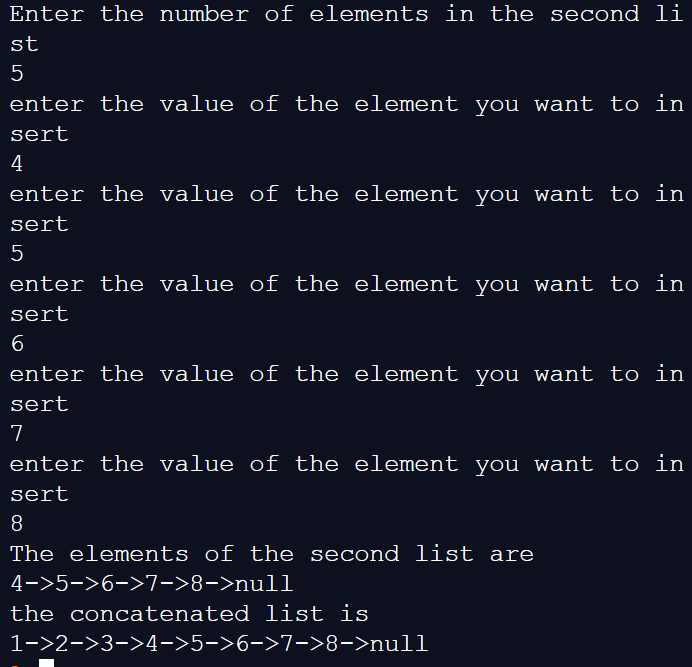 Enter the number of elements in the second li
st
5
enter the value of the element you want to in
sert
4
enter the value of the element you want to in
sert
5
enter the value of the element you want to in
sert
6
enter the value of the element you want to in
sert
7
enter the value of the element you want to in
sert
8
The elements of the second list are
4->5->6->7->8->null
the concatenated list is
1->2->3->4->5->6->7->8->null